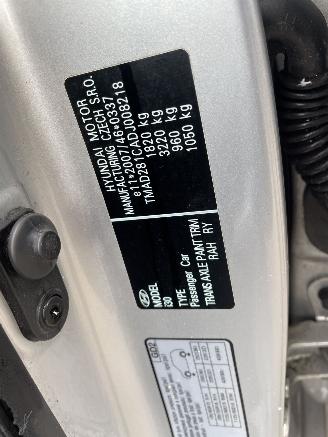 HYUNDAI MOTOR
MANUFACTURING CZECH S.R.O.
e11*2007/46*0337
TMAD281CADJ008218
1820 kg
3220 kg
960 kg
1050 kg
MODEL
i30
TYPE
Passenger Car
TRANS AXLE PAINT TRIM
RAH RY
GD2